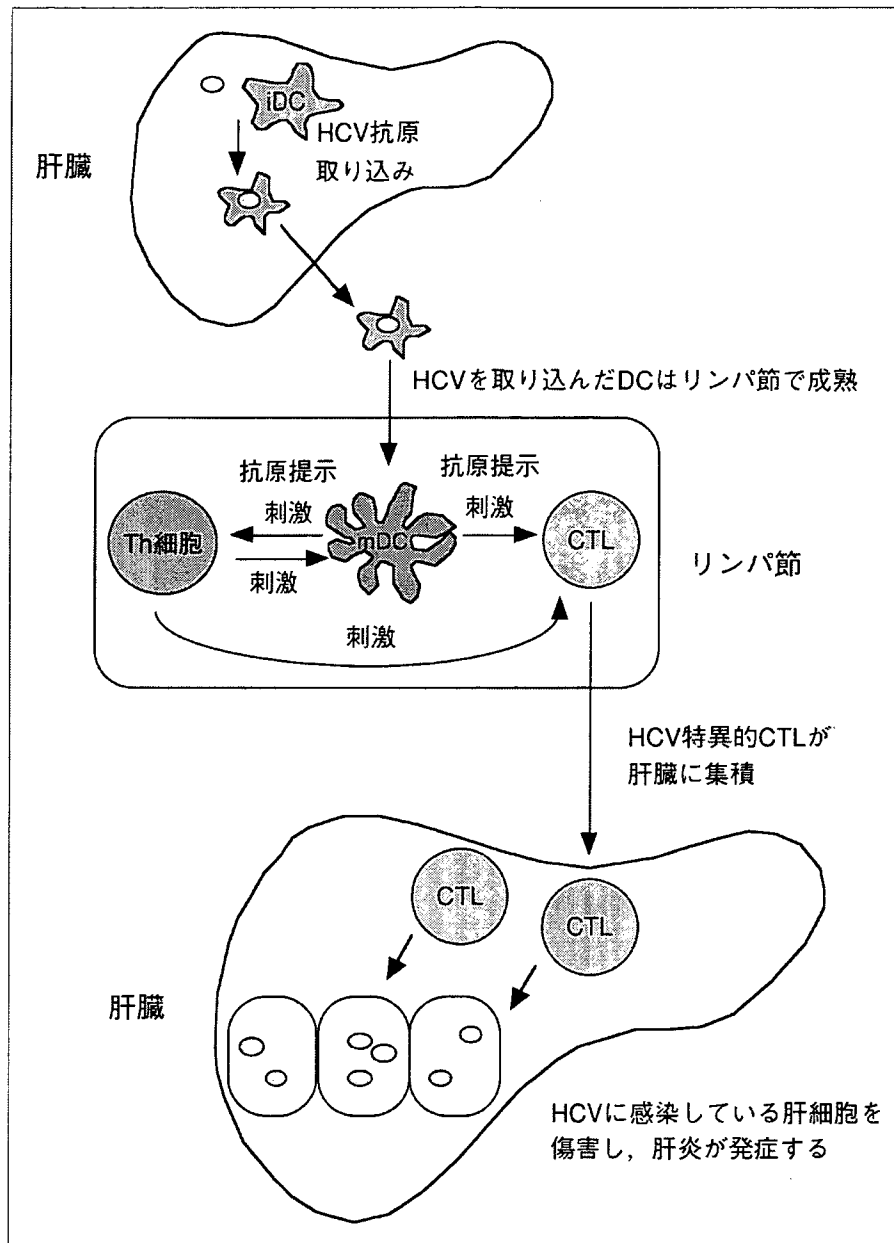 iDC
HCV抗原
取り込み
肝臓
HCVを取り込んだDCはリンパ節で成熟
抗原提示
抗原提示
刺激
刺激
Th細胞
mDC
CTL
刺激
リンパ節
刺激
HCV特異的CTLが
肝臓に集積
CTL
CTL
肝臓
HCVに感染している肝細胞を
傷害し，肝炎が発症する